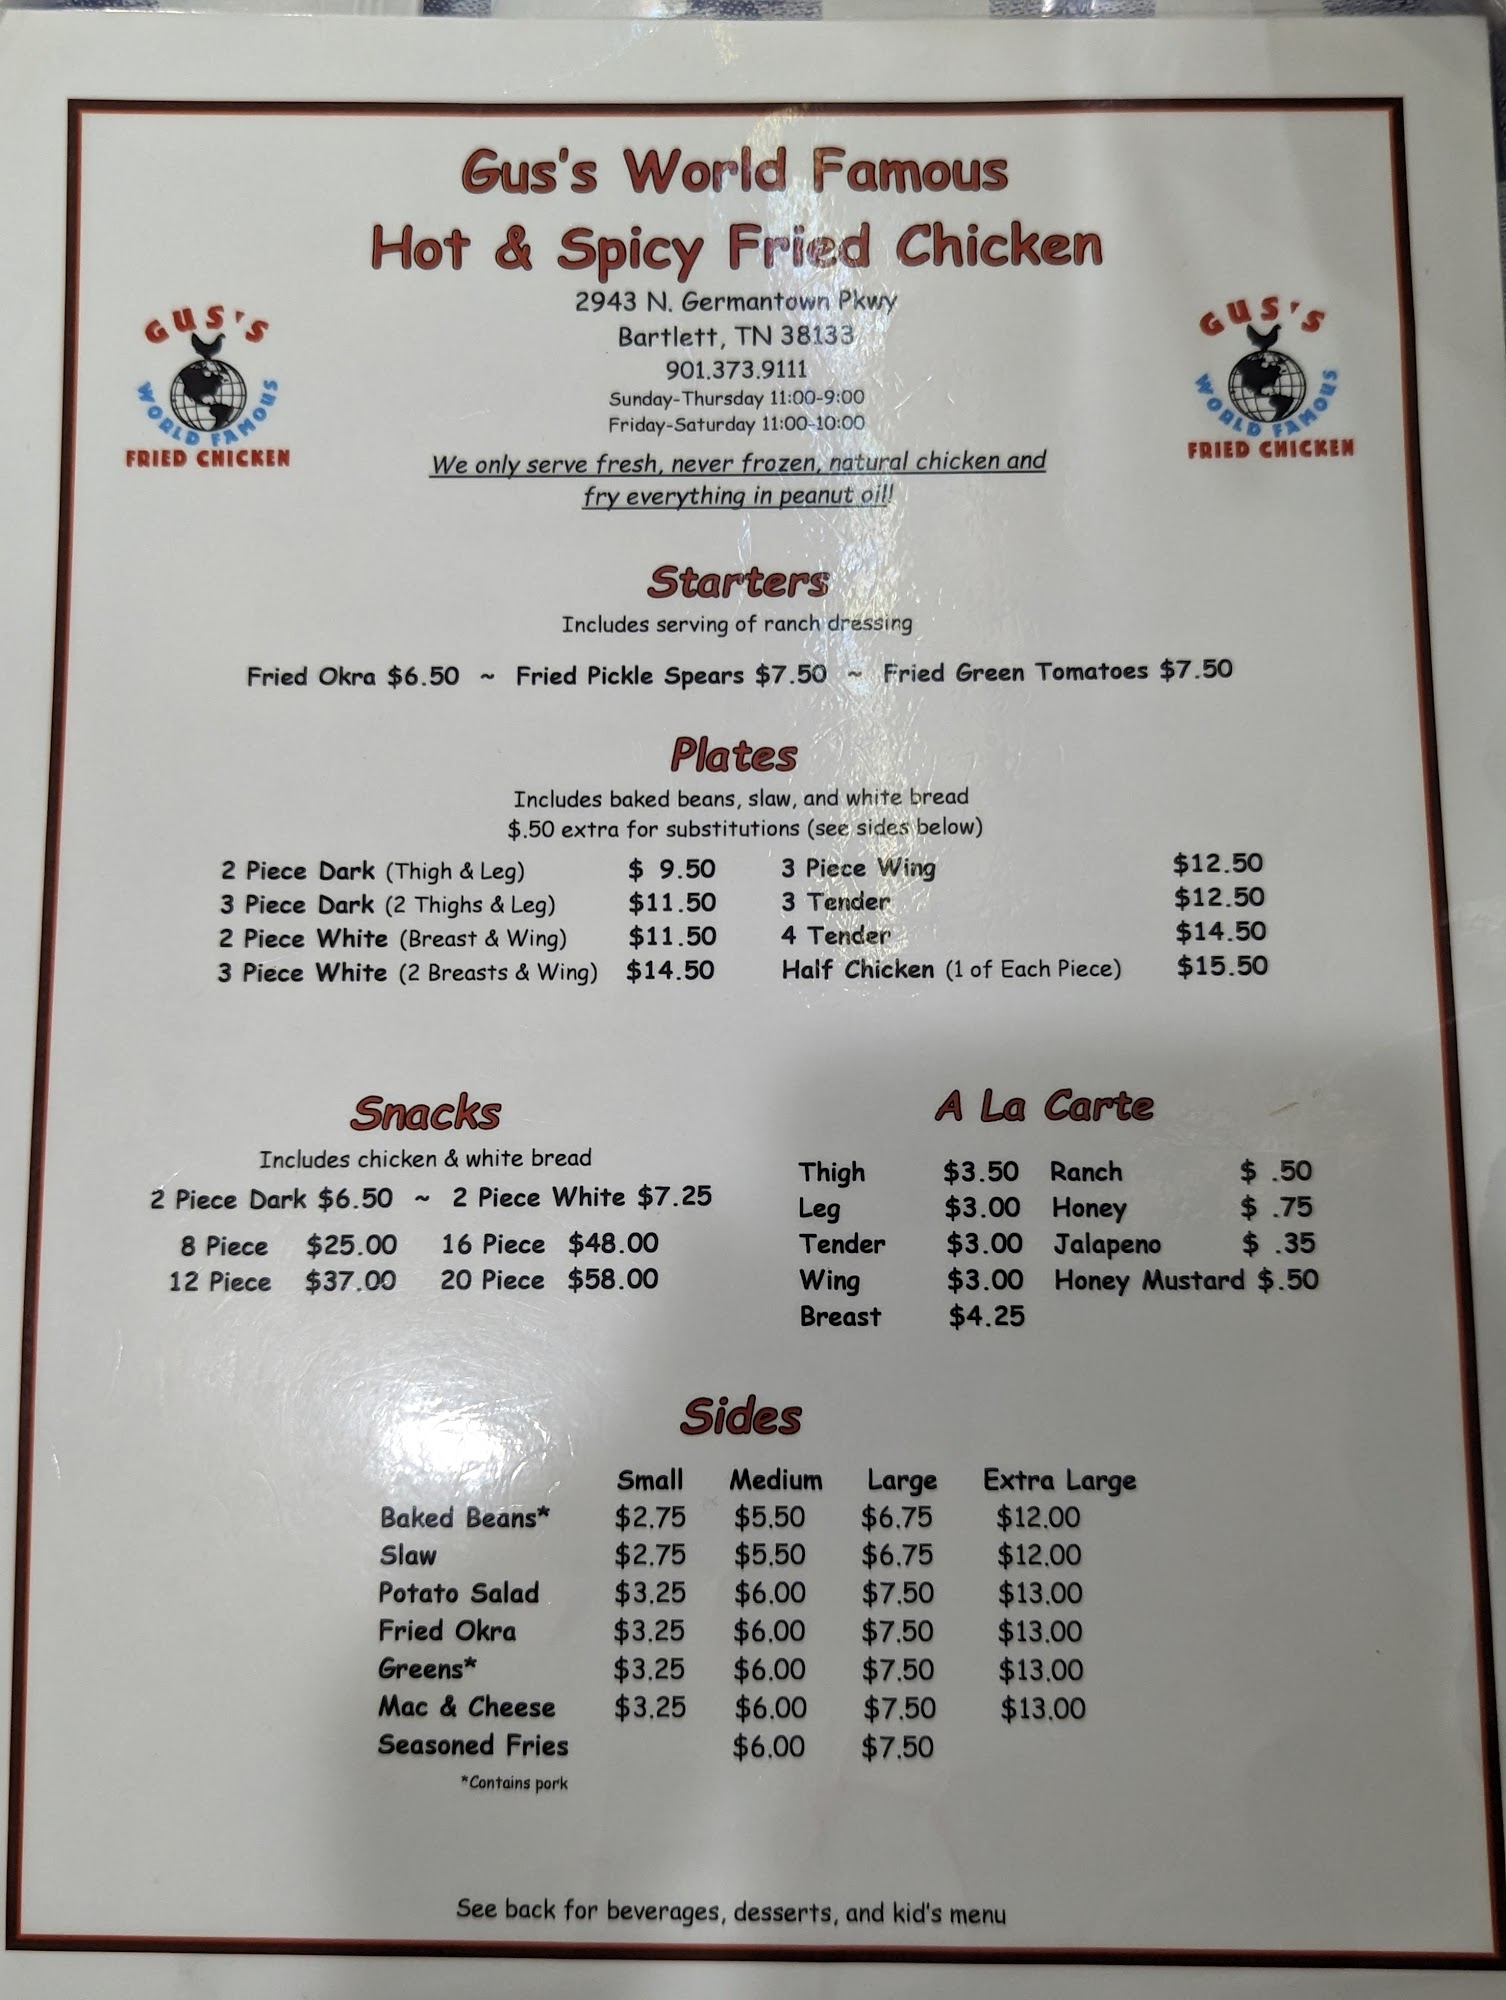 Gus's World Famous
Hot & Spicy Fried Chicken
2943 N. Germantown Pkwy
Bartlett, TN 38133
901.373.9111
Sunday-Thursday 11:00-9:00
Friday-Saturday 11:00-10:00
GUS'S
WORLD FAMOUS
FRIED CHICKEN
GUS'S
WORLD FAMOUS
FRIED CHICKEN
We only serve fresh, never frozen, natural chicken and
fry everything in peanut oil!
Starters
Includes serving of ranch dressing
Fried Okra $6.50 ~ Fried Pickle Spears $7.50 ~ Fried Green Tomatoes $7.50
Plates
Includes baked beans, slaw, and white bread
$.50 extra for substitutions (see sides below)
2 Piece Dark (Thigh & Leg) $ 9.50 3 Piece Wing $12.50
3 Piece Dark (2 Thighs & Leg) $11.50 3 Tender $12.50
2 Piece White (Breast & Wing) $11.50 4 Tender $14.50
3 Piece White (2 Breasts & Wing) $14.50 Half Chicken (1 of Each Piece) $15.50
Snacks
Includes chicken & white bread
2 Piece Dark $6.50 ~ 2 Piece White $7.25
8 Piece $25.00 16 Piece $48.00
12 Piece $37.00 20 Piece $58.00
A La Carte
Thigh $3.50 Ranch $ .50
Leg $3.00 Honey $ .75
Tender $3.00 Jalapeno $ .35
Wing $3.00 Honey Mustard $.50
Breast $4.25
Sides
Small Medium Large Extra Large
Baked Beans* $2.75 $5.50 $6.75 $12.00
Slaw $2.75 $5.50 $6.75 $12.00
Potato Salad $3.25 $6.00 $7.50 $13.00
Fried Okra $3.25 $6.00 $7.50 $13.00
Greens* $3.25 $6.00 $7.50 $13.00
Mac & Cheese $3.25 $6.00 $7.50 $13.00
Seasoned Fries $6.00 $7.50
*Contains pork
See back for beverages, desserts, and kid's menu